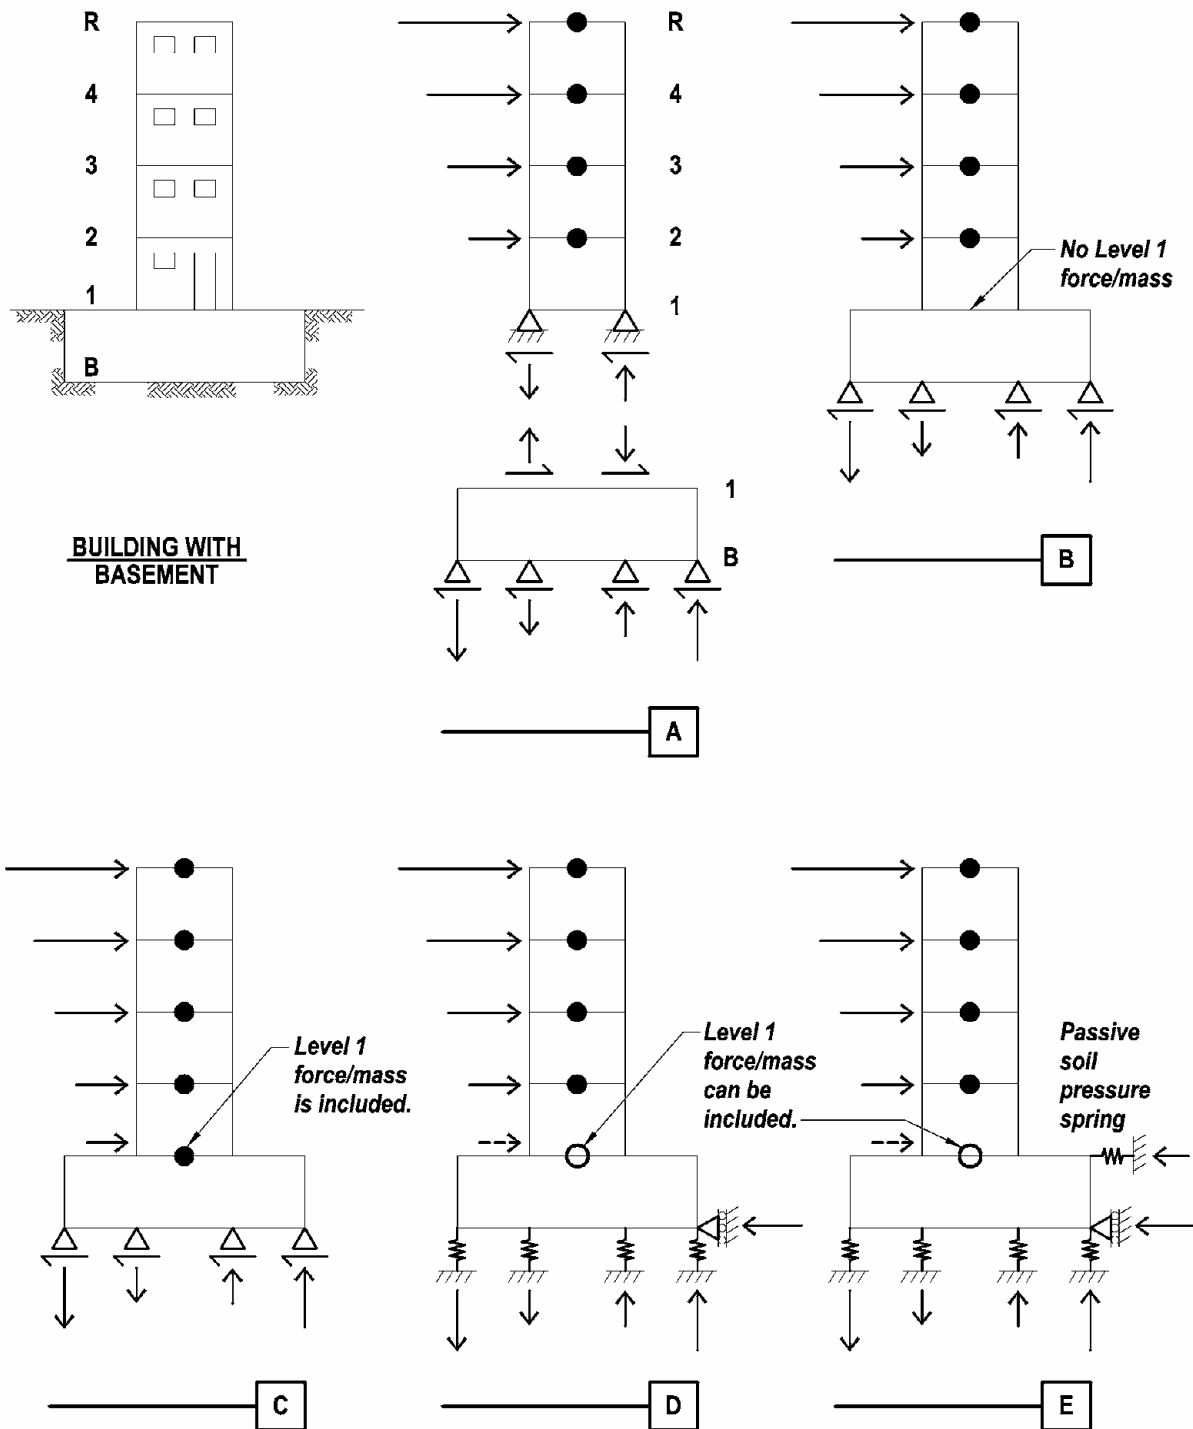 R
4
3
2
1
B
BUILDING WITH
BASEMENT
R
4
3
2
1
1
B
A
No Level 1
force/mass
B
Level 1
force/mass
is included.
C
Level 1
force/mass
can be
included.
D
Passive
soil
pressure
spring
E